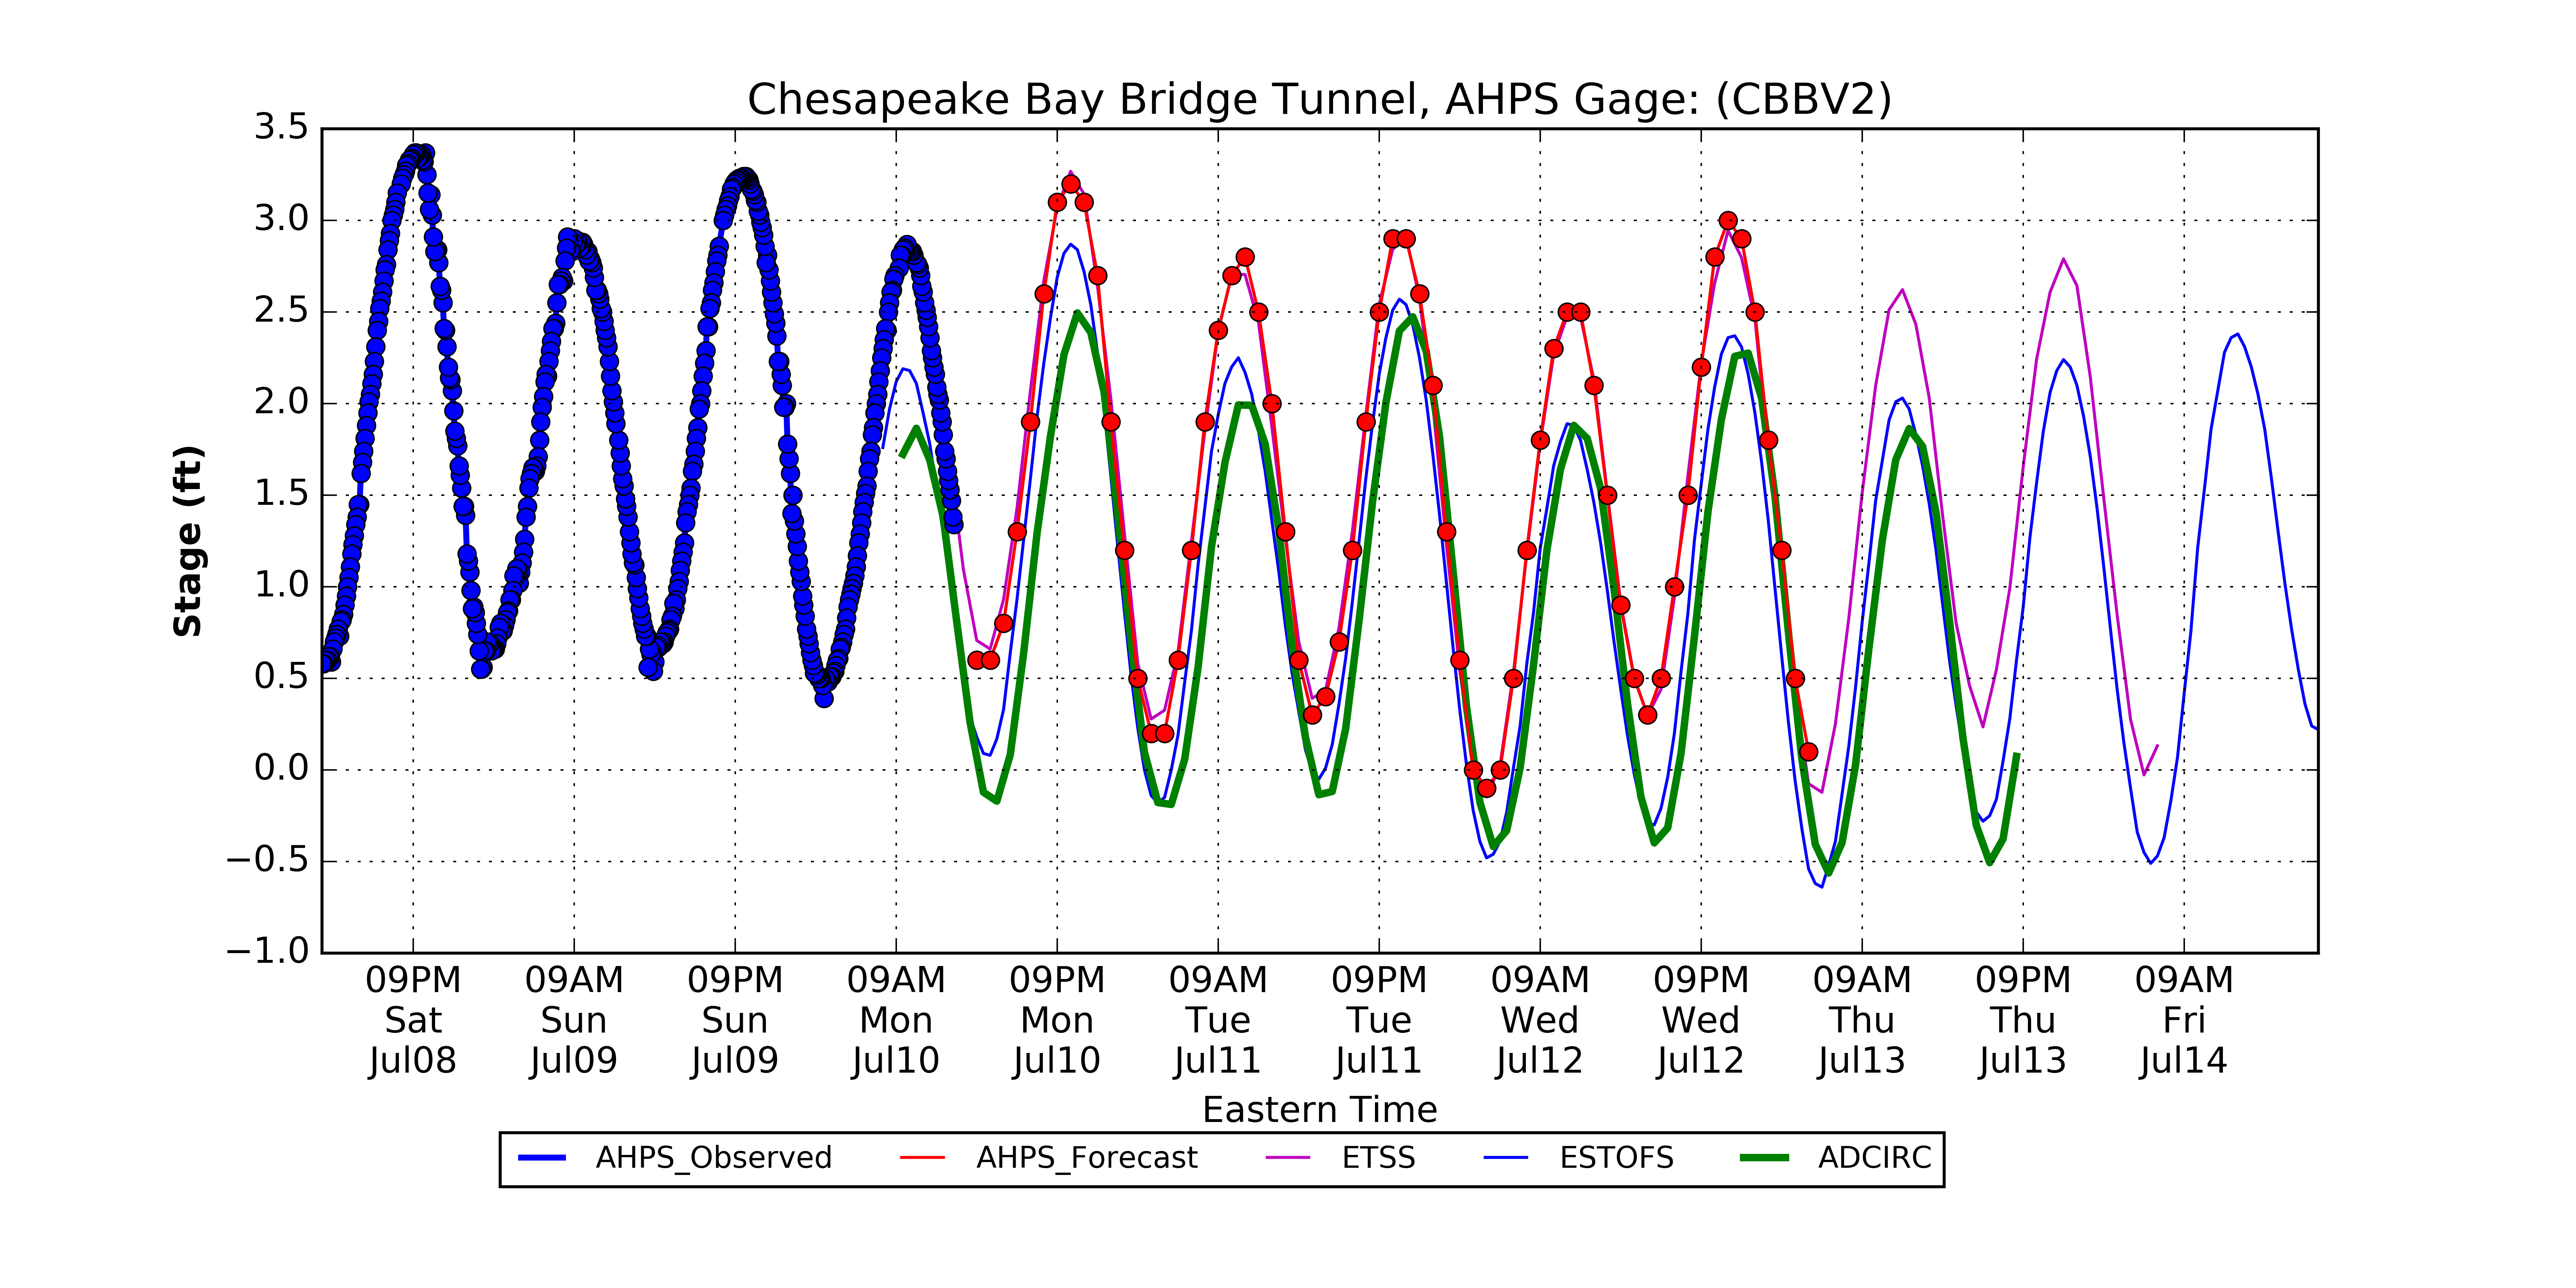 Chesapeake Bay Bridge Tunnel, AHPS Gage: (CBBV2)
3.5
3.0
2.5
2.0
1.5
1.0
0.5
0.0
−0.5
−1.0
Stage (ft)
09PM 09AM 09PM 09AM 09PM 09AM 09PM 09AM 09PM 09AM 09PM 09AM
Sat Sun Sun Mon Mon Tue Tue Wed Wed Thu Thu Fri
Jul08 Jul09 Jul09 Jul10 Jul10 Jul11 Jul11 Jul12 Jul12 Jul13 Jul13 Jul14
Eastern Time
AHPS_Observed AHPS_Forecast ETSS ESTOFS ADCIRC